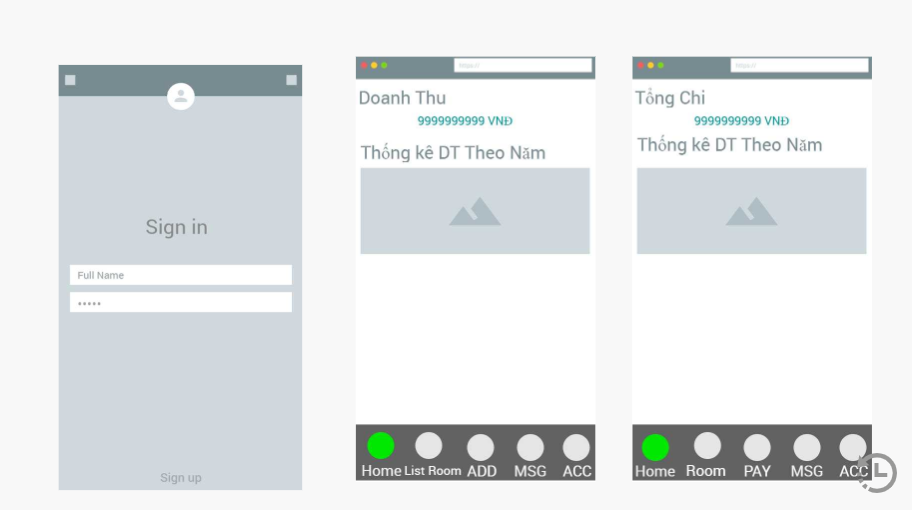 Sign in
Full Name
Sign up
https://
Doanh Thu
9999999999 VNĐ
Thống kê DT Theo Năm
Home List Room ADD MSG ACC
https://
Tổng Chi
9999999999 VNĐ
Thống kê DT Theo Năm
Home Room PAY MSG ACC